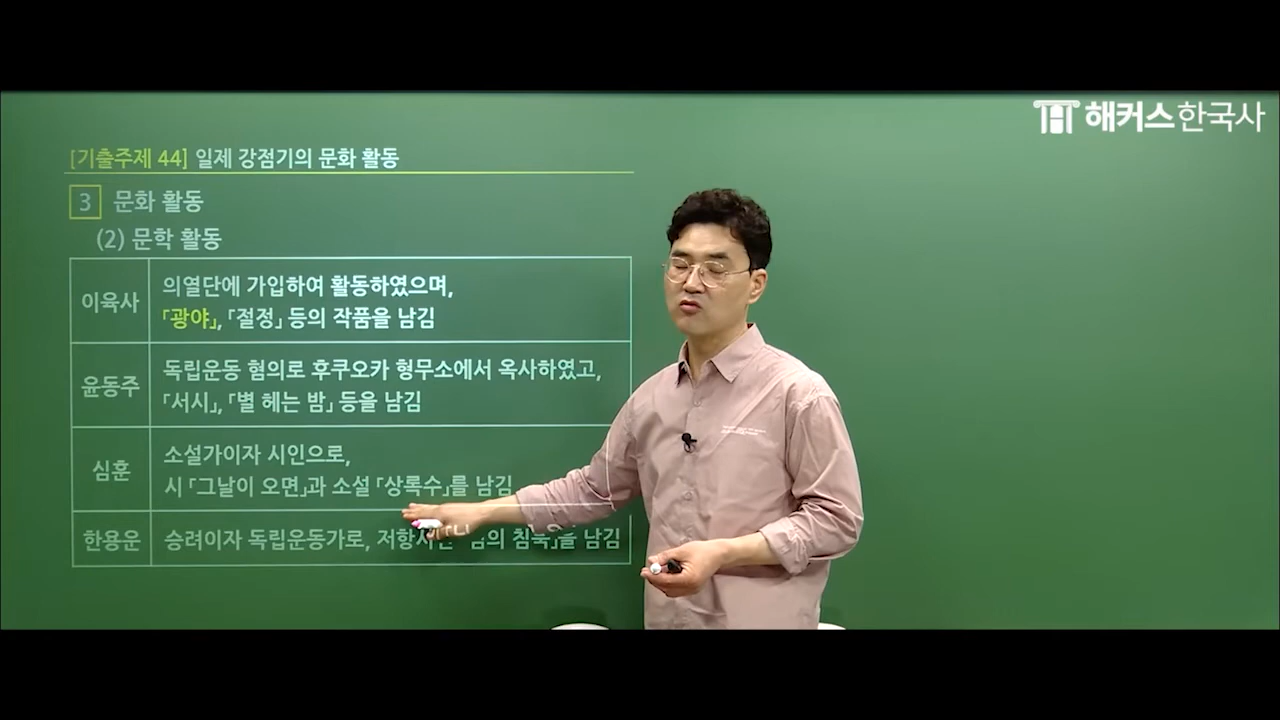 해커스한국사
[기출주제 44] 일제 강점기의 문화 활동
3 문화 활동
(2) 문학 활동
이육사
의열단에 가입하여 활동하였으며,
「광야」, 「절정」 등의 작품을 남김
윤동주
독립운동 혐의로 후쿠오카 형무소에서 옥사하였고,
「서시」, 「별 헤는 밤」 등을 남김
심훈
소설가이자 시인으로,
시 「그날이 오면」과 소설 「상록수」를 남김
한용운
승려이자 독립운동가로, 침묵」을 남김